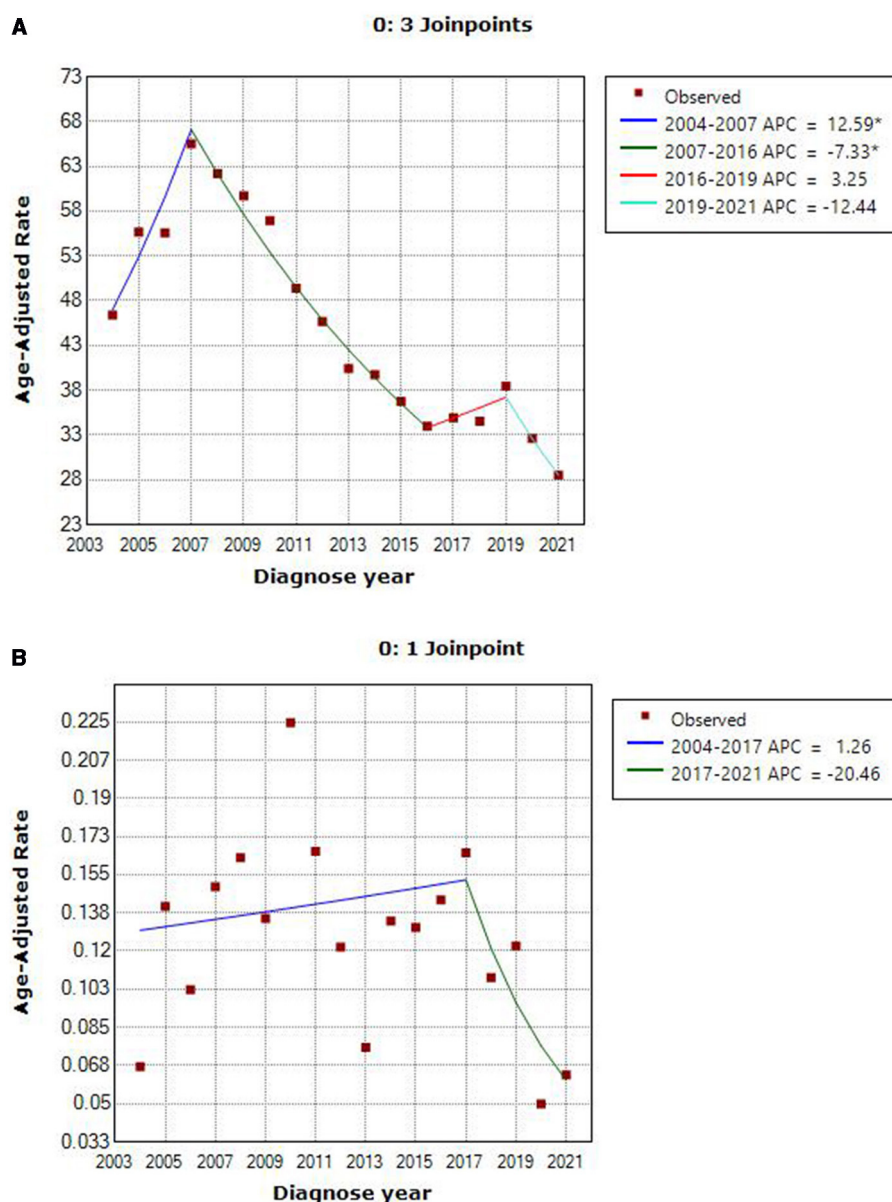 A
0: 3 Joinpoints
73
68
63
58
53
48
43
38
33
28
23
2003 2005 2007 2009 2011 2013 2015 2017 2019 2021
Age-Adjusted Rate
Diagnose year
Observed
2004-2007 APC = 12.59*
2007-2016 APC = -7.33*
2016-2019 APC = 3.25
2019-2021 APC = -12.44
B
0: 1 Joinpoint
0.225
0.207
0.19
0.173
0.155
0.138
0.12
0.103
0.085
0.068
0.05
0.033
2003 2005 2007 2009 2011 2013 2015 2017 2019 2021
Age-Adjusted Rate
Diagnose year
Observed
2004-2017 APC = 1.26
2017-2021 APC = -20.46